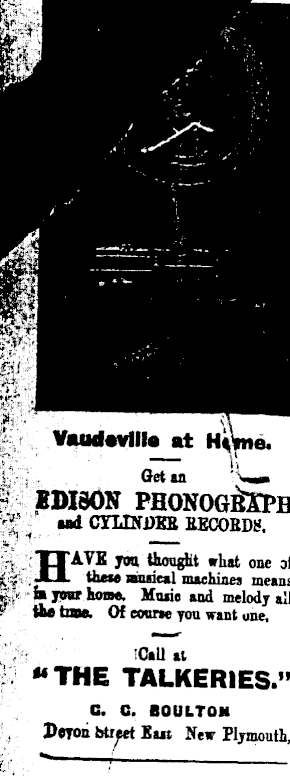 Vaudeville at Home.
Get an
EDISON PHONOGRAPH
and CYLINDER RECORDS.
HAVE you thought what one of
these musical machines means
in your home. Music and melody all
the time. Of course you want one.
Call at
"THE TALKERIES."
C. C. BOULTON
Devon Street East New Plymouth,